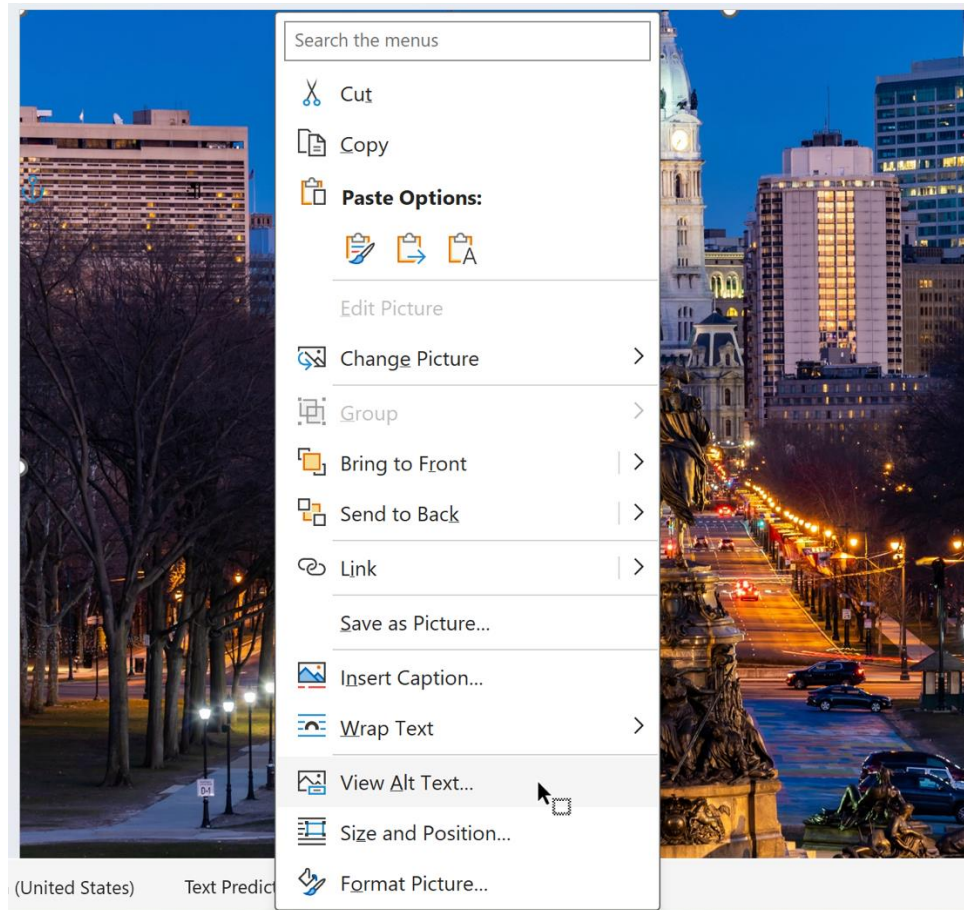 Search the menus
Cut
Copy
Paste Options:
A
Edit Picture
Change Picture
Group
Bring to Front
Send to Back
Link
Save as Picture...
Insert Caption...
Wrap Text
View Alt Text...
D-1
Size and Position...
Format Picture...
(United States) Text Predict